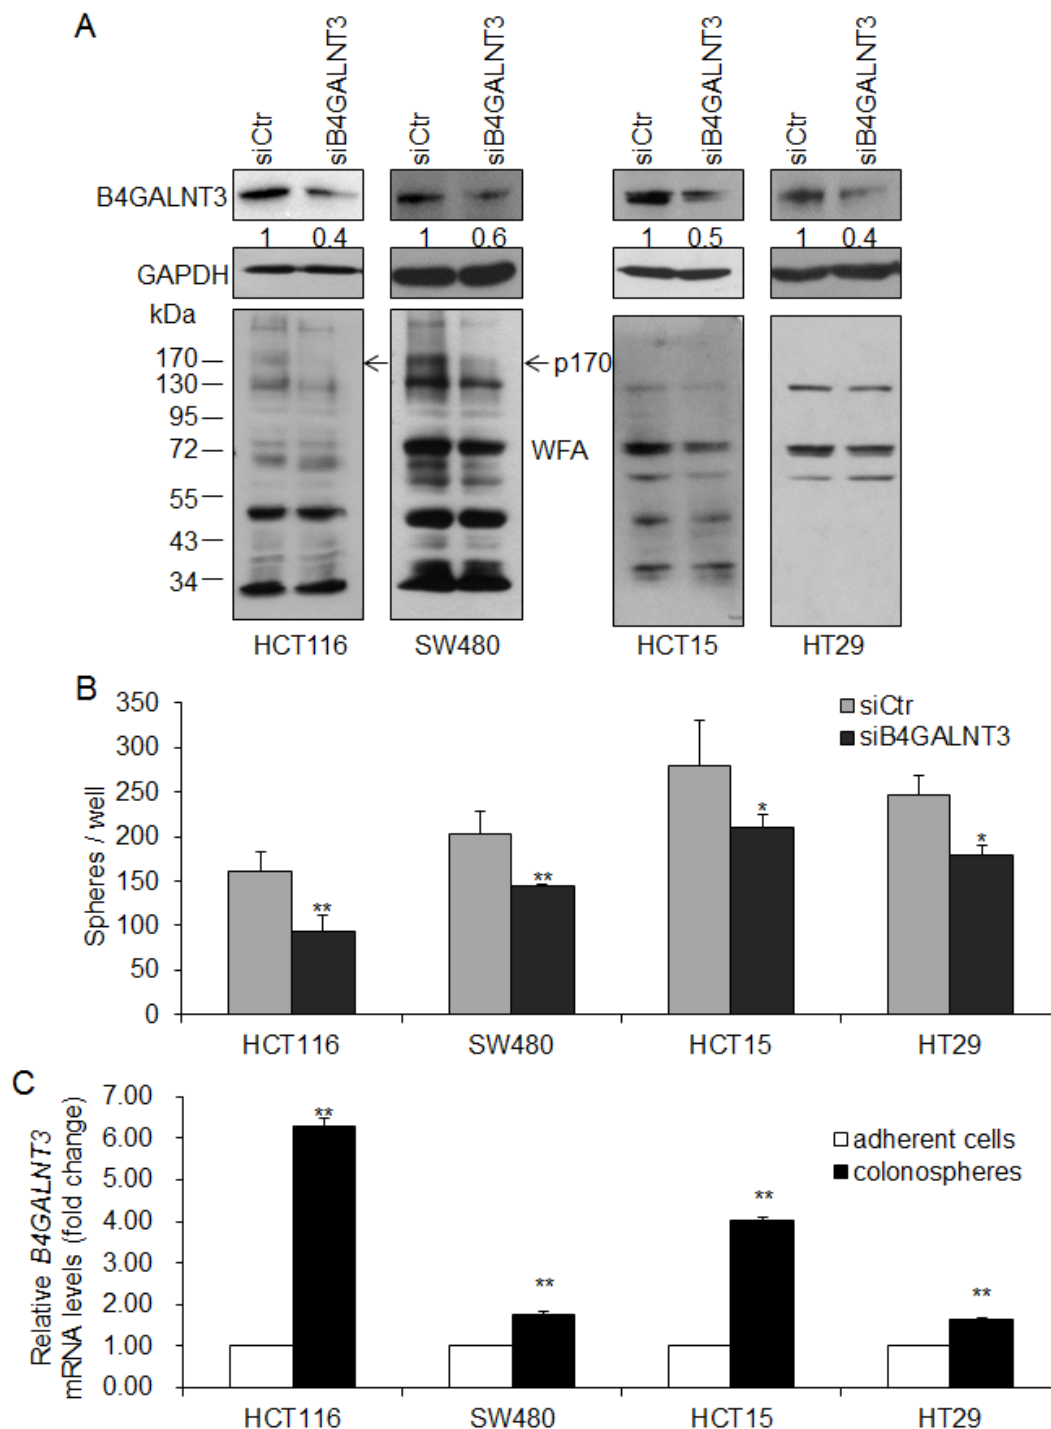 A
siCtr siB4GALNT3 siCtr siB4GALNT3 siCtr siB4GALNT3 siCtr siB4GALNT3
B4GALNT3
1 0.4 1 0.6 1 0.5 1 0.4
GAPDH
kDa
170
p170
130
95
72
WFA
55
43
34
HCT116 SW480 HCT15 HT29
B
350
300
250
200
150
100
50
0
Spheres / well
siCtr
siB4GALNT3
* *
** **
HCT116 SW480 HCT15 HT29
C
7.00
6.00
5.00
4.00
3.00
2.00
1.00
0.00
Relative B4GALNT3
mRNA levels (fold change)
adherent cells
colonospheres
** ** ** **
HCT116 SW480 HCT15 HT29